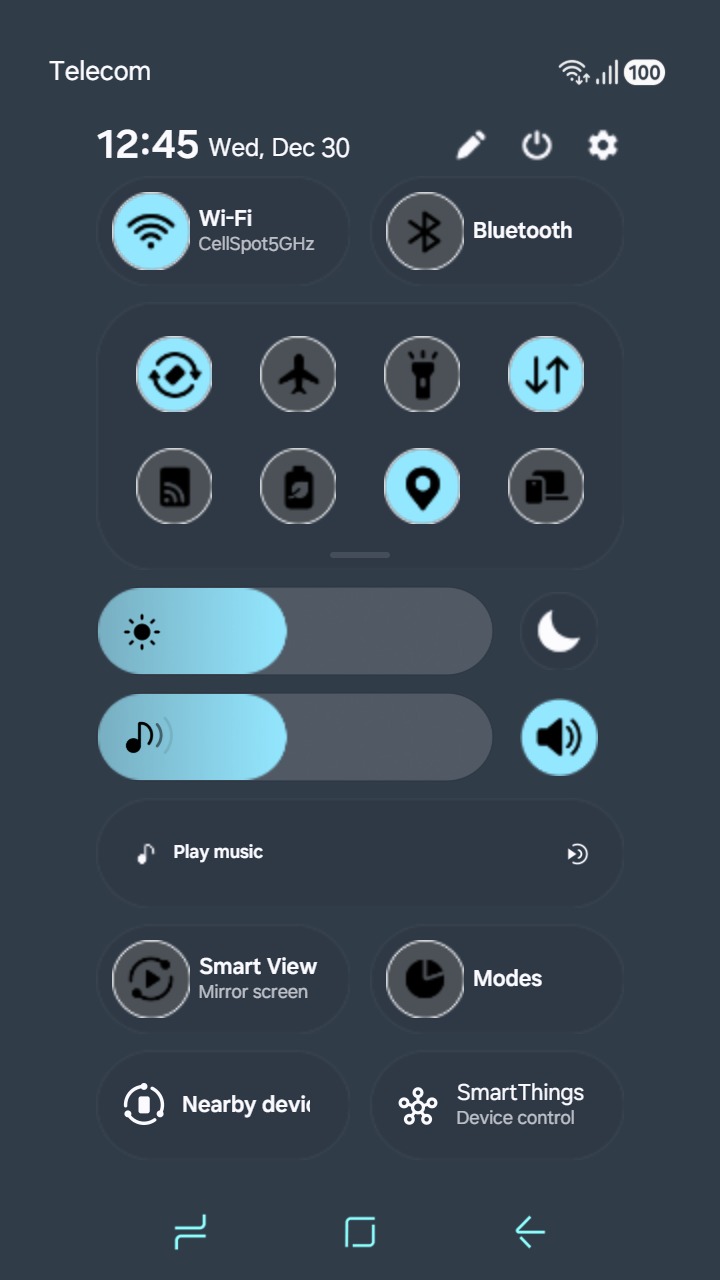 Telecom
100
12:45 Wed, Dec 30
Wi-Fi
CellSpot5GHz
Bluetooth
Play music
Smart View
Mirror screen
Modes
Nearby devic
SmartThings
Device control